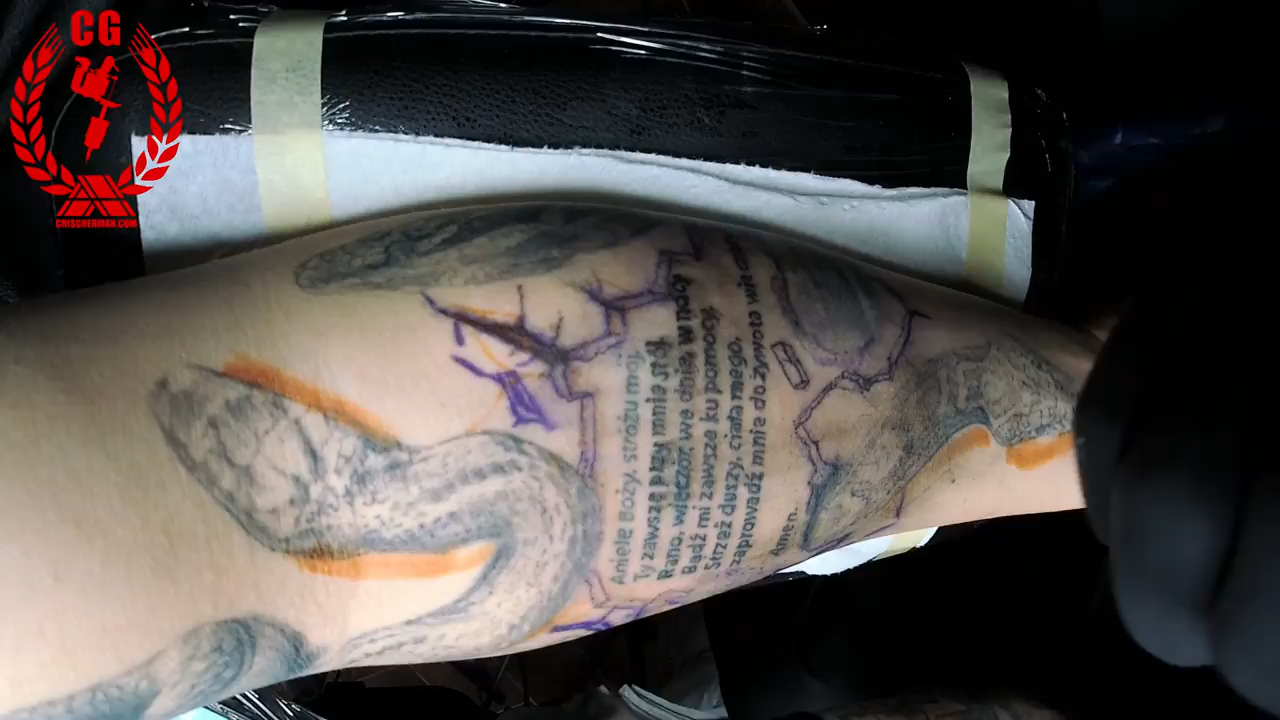 CG
CRISGHERMAN.COM
Aniele Boży, stróżu mój,
Ty zawsze przy mnie stój.
Rano, wieczór, we dnie, w nocy
Bądź mi zawsze ku pomocy,
Strzeż duszy, ciała mego,
zaprowadź mnie do żywota
Amen.